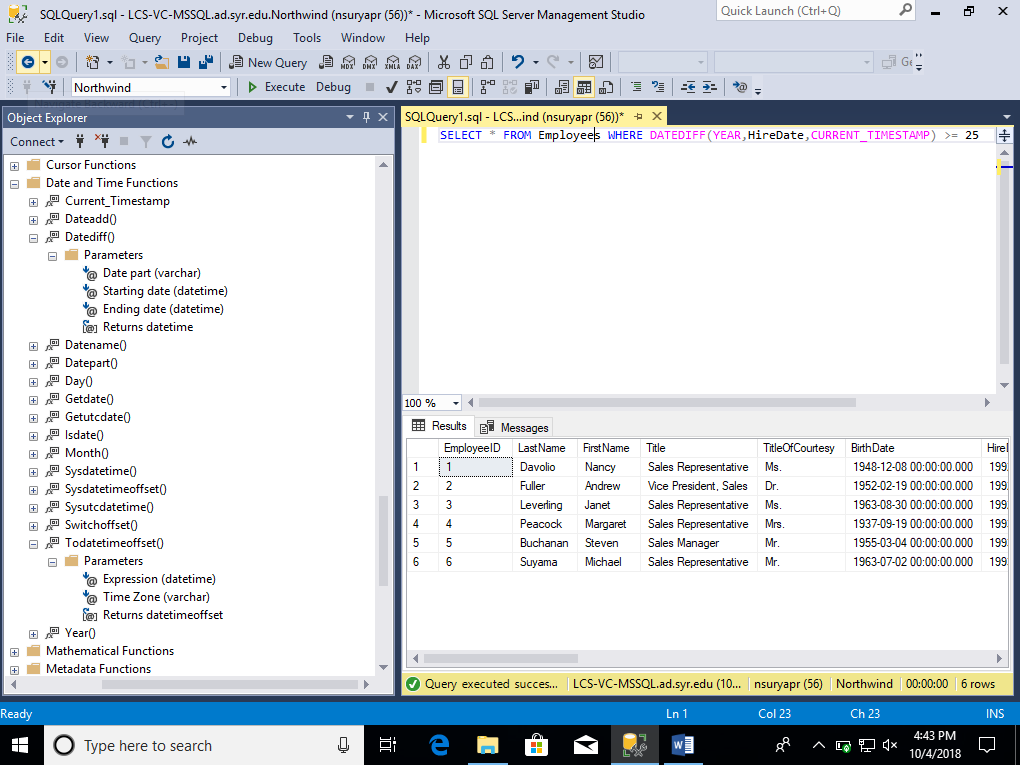 SQLQuery1.sql - LCS-VC-MSSQL.ad.syr.edu.Northwind (nsuryapr (56))* - Microsoft SQL Server Management Studio
Quick Launch (Ctrl+Q)
File Edit View Query Project Debug Tools Window Help
New Query
MDX DMX XMLA DAX
Northwind
Execute Debug
Object Explorer
Connect
Cursor Functions
Date and Time Functions
Current_Timestamp
Dateadd()
Datediff()
Parameters
Date part (varchar)
Starting date (datetime)
Ending date (datetime)
Returns datetime
Datename()
Datepart()
Day()
Getdate()
Getutcdate()
Isdate()
Month()
Sysdatetime()
Sysdatetimeoffset()
Sysutcdatetime()
Switchoffset()
Todatetimeoffset()
Parameters
Expression (datetime)
Time Zone (varchar)
Returns datetimeoffset
Year()
Mathematical Functions
Metadata Functions
SQLQuery1.sql - LCS...ind (nsuryapr (56))*
SELECT * FROM Employees WHERE DATEDIFF(YEAR,HireDate,CURRENT_TIMESTAMP) >= 25
100 %
Results Messages
EmployeeID LastName FirstName Title TitleOfCourtesy BirthDate
1 1 Davolio Nancy Sales Representative Ms. 1948-12-08 00:00:00.000 199
2 2 Fuller Andrew Vice President, Sales Dr. 1952-02-19 00:00:00.000 199
3 3 Leverling Janet Sales Representative Ms. 1963-08-30 00:00:00.000 199
4 4 Peacock Margaret Sales Representative Mrs. 1937-09-19 00:00:00.000 199
5 5 Buchanan Steven Sales Manager Mr. 1955-03-04 00:00:00.000 199
6 6 Suyama Michael Sales Representative Mr. 1963-07-02 00:00:00.000 199
Query executed succes... LCS-VC-MSSQL.ad.syr.edu (10... nsuryapr (56) Northwind 00:00:00 6 rows
Ready Ln 1 Col 23 Ch 23 INS
Type here to search
4:43 PM
10/4/2018